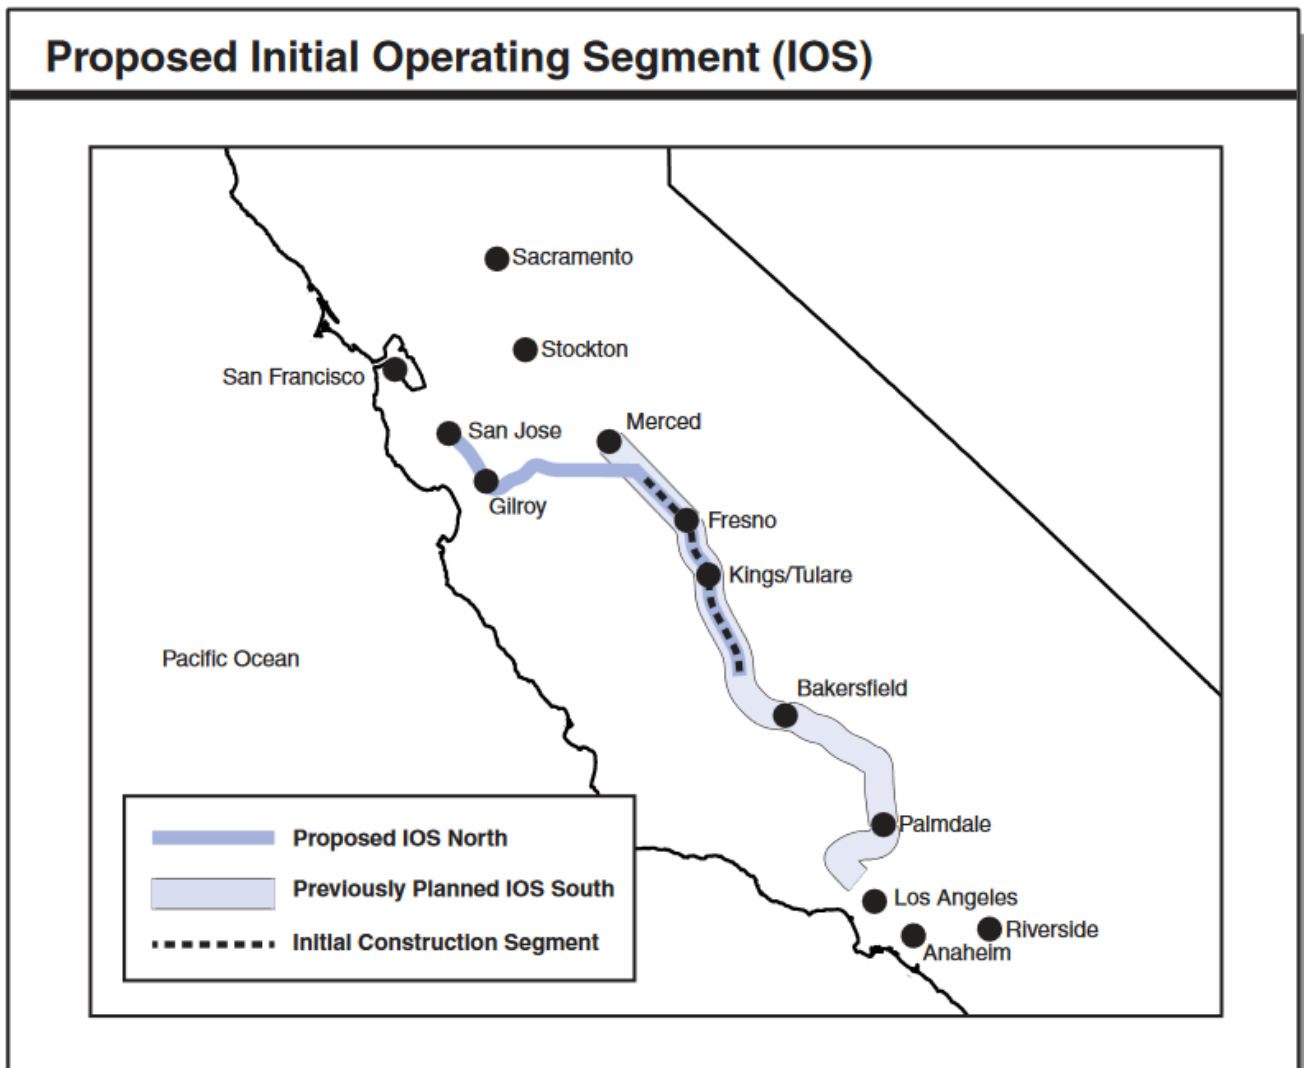 Proposed Initial Operating Segment (IOS)
Sacramento
Stockton
San Francisco
Merced
San Jose
Gilroy
Fresno
Kings/Tulare
Pacific Ocean
Bakersfield
Palmdale
Los Angeles
Riverside
Anaheim
Proposed IOS North
Previously Planned IOS South
Initial Construction Segment